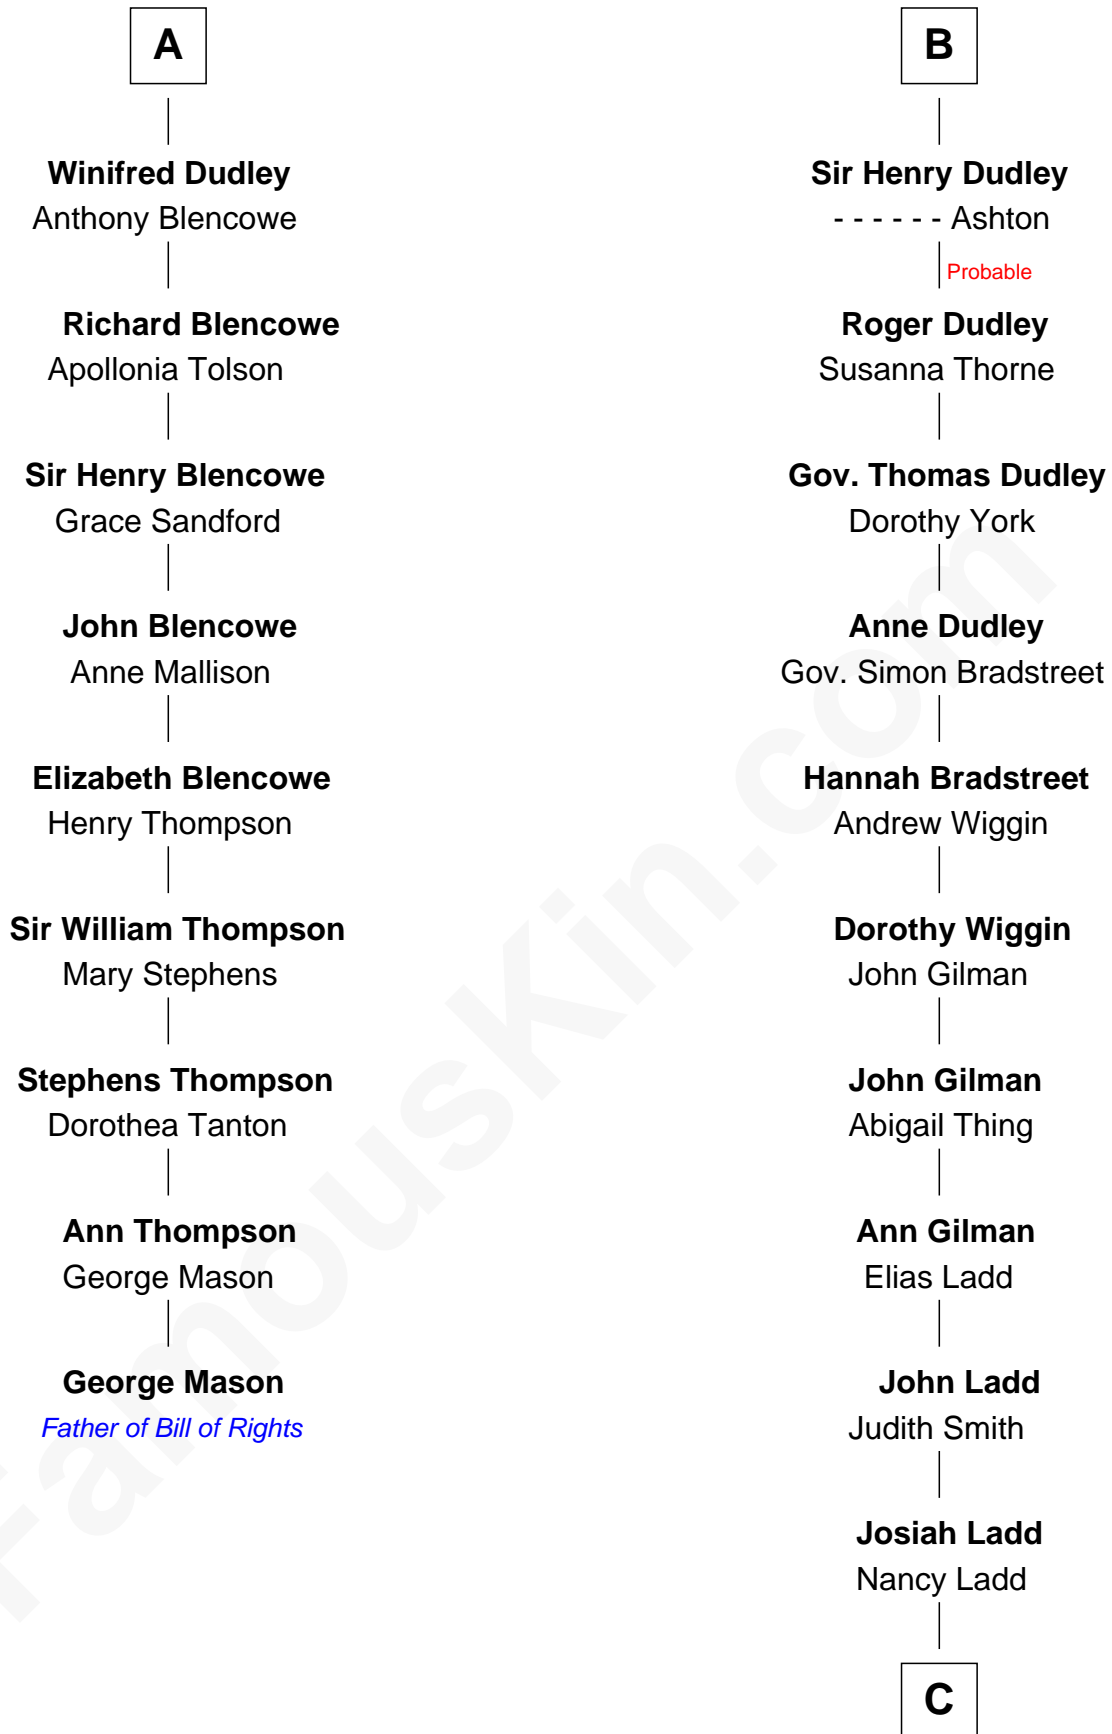 A
Winifred Dudley
Anthony Blencowe
Richard Blencowe
Apollonia Tolson
Sir Henry Blencowe
Grace Sandford
John Blencowe
Anne Mallison
Elizabeth Blencowe
Henry Thompson
Sir William Thompson
Mary Stephens
Stephens Thompson
Dorothea Tanton
Ann Thompson
George Mason
George Mason
Father of Bill of Rights
B
Sir Henry Dudley
- - - - - - Ashton
Probable
Roger Dudley
Susanna Thorne
Gov. Thomas Dudley
Dorothy York
Anne Dudley
Gov. Simon Bradstreet
Hannah Bradstreet
Andrew Wiggin
Dorothy Wiggin
John Gilman
John Gilman
Abigail Thing
Ann Gilman
Elias Ladd
John Ladd
Judith Smith
Josiah Ladd
Nancy Ladd
C
FamousKin.com